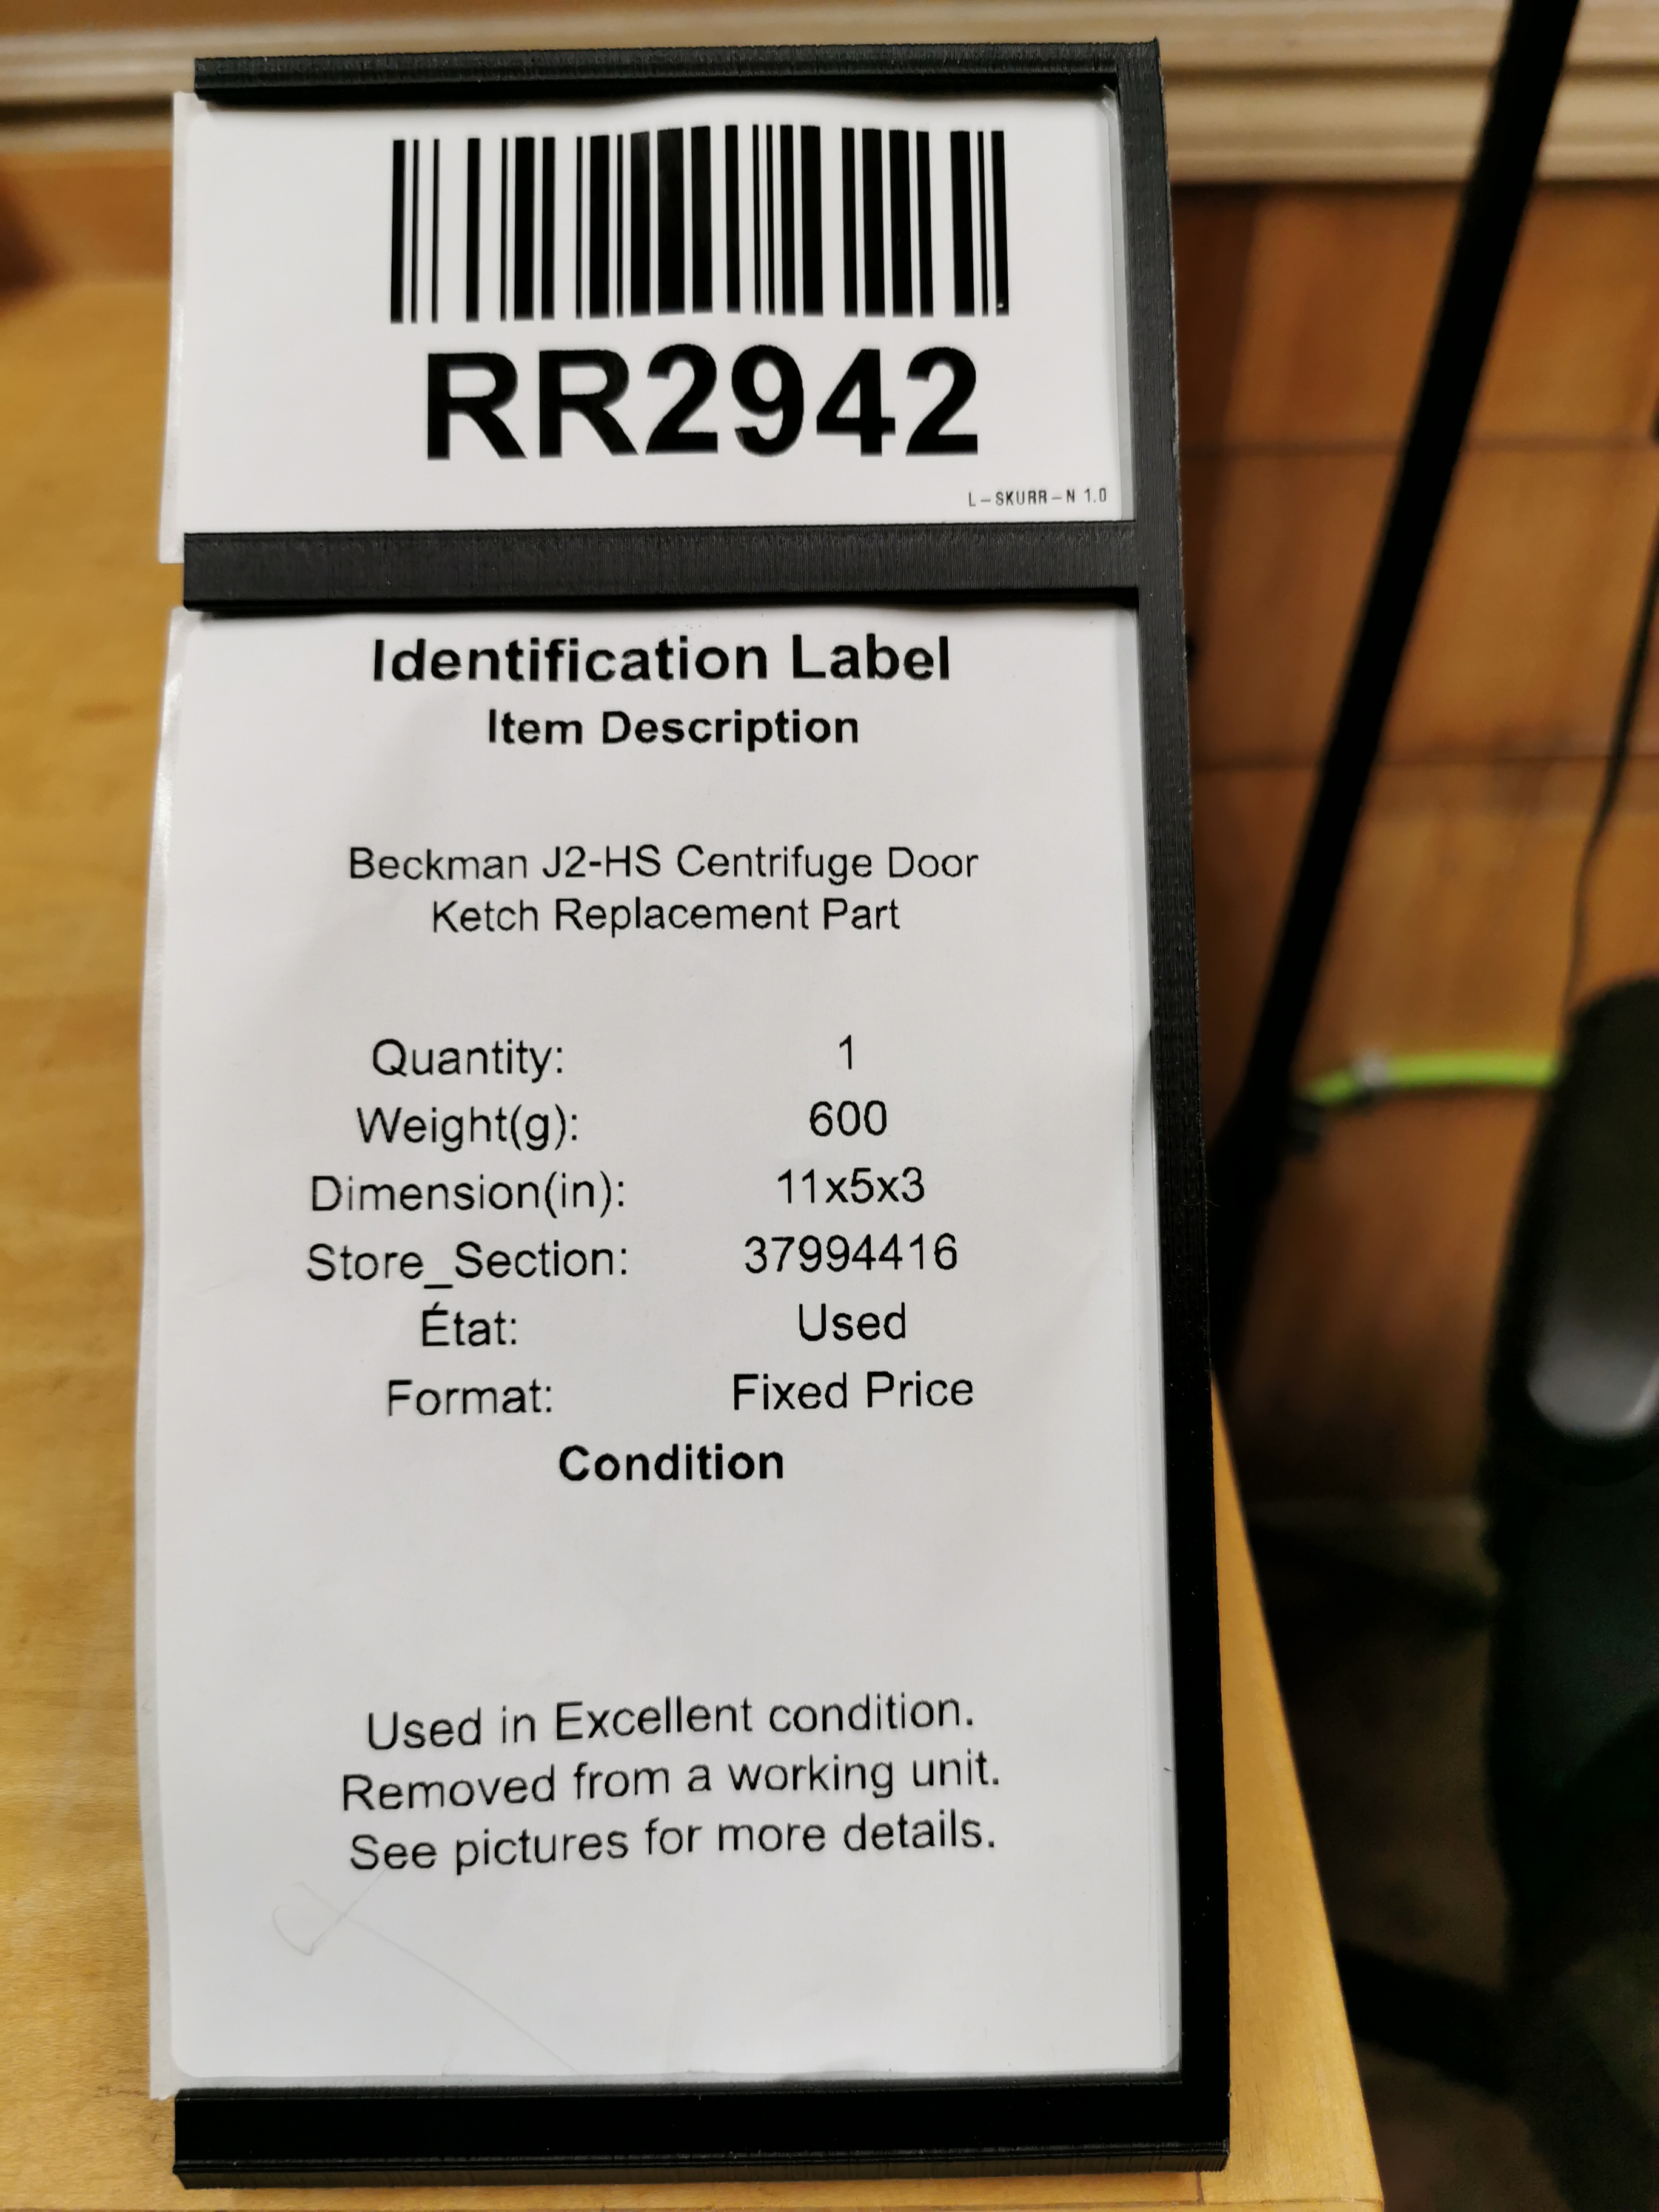 RR2942
L-SKURR-N 1.0
Identification Label
Item Description
Beckman J2-HS Centrifuge Door
Ketch Replacement Part
Quantity: 1
Weight(g): 600
Dimension(in): 11x5x3
Store_Section: 37994416
État: Used
Format: Fixed Price
Condition
Used in Excellent condition.
Removed from a working unit.
See pictures for more details.